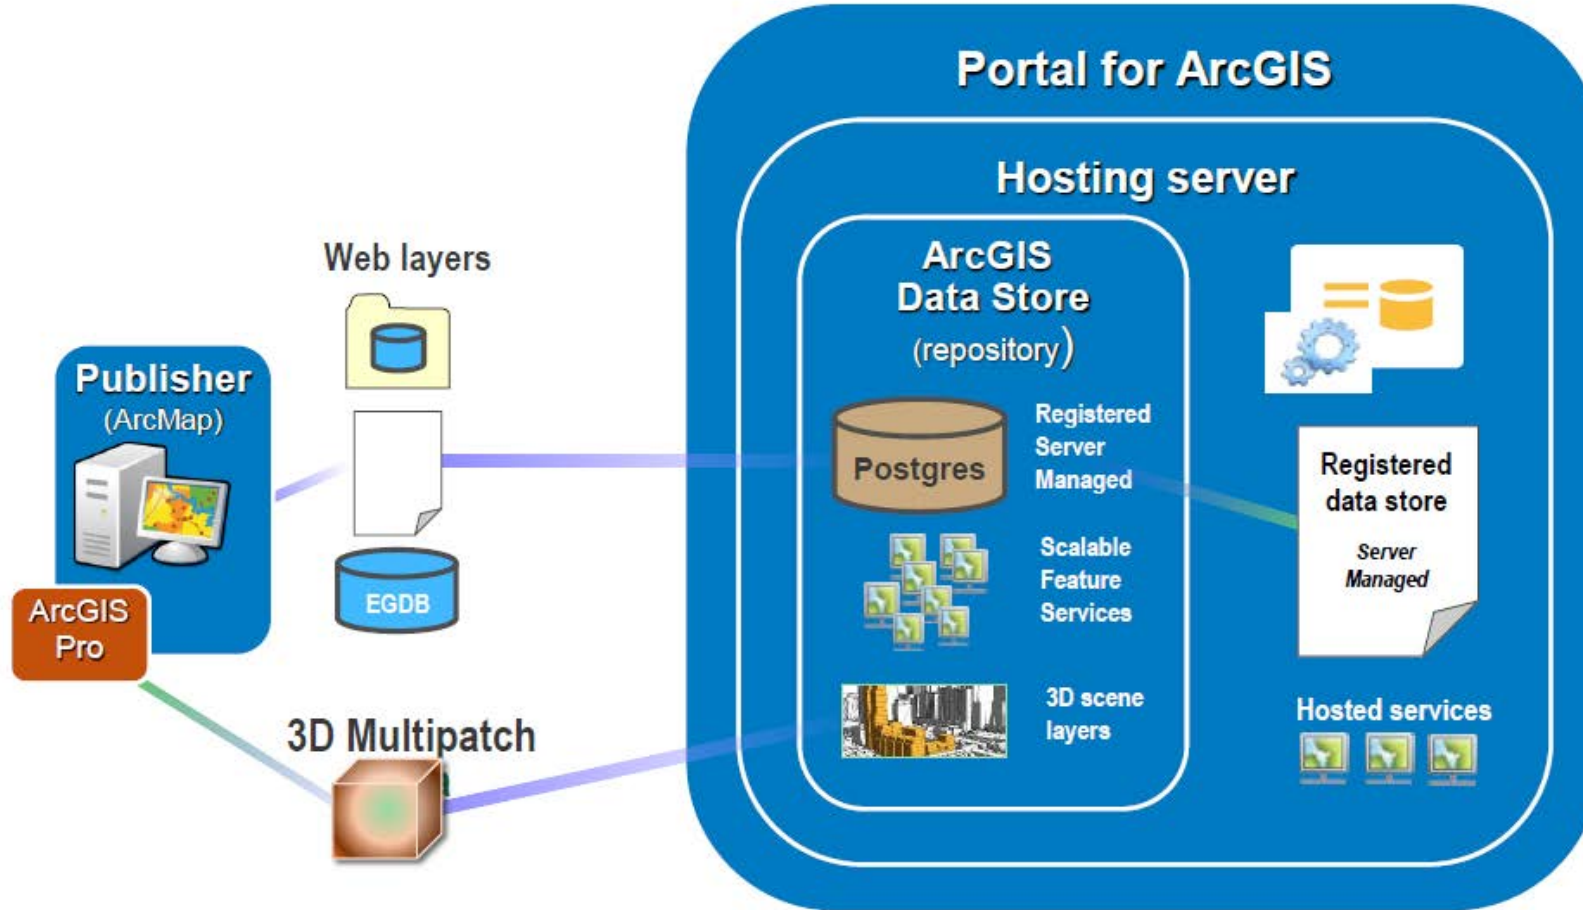 Portal for ArcGIS
Hosting server
Web layers
ArcGIS
Data Store
(repository)
Publisher
(ArcMap)
Registered
Server
Managed
Postgres
Registered
data store
Server
Managed
Scalable
Feature
Services
EGDB
ArcGIS
Pro
3D Multipatch
3D scene
layers
Hosted services